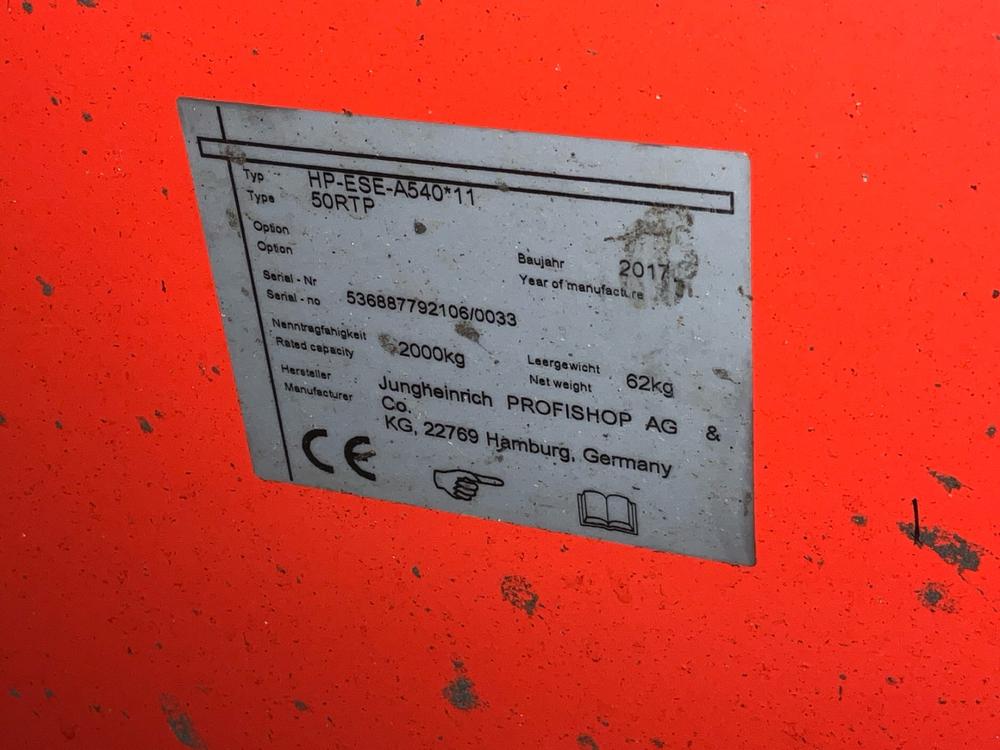 Typ HP-ESE-A540*11
Type 50RTP
Option
Option
Baujahr 2017
Year of manufacture
Serial - Nr
Serial - no 536887792106/0033
Nenntragfahigkeit
Rated capacity 2000kg
Leergewicht
Net weight 62kg
Hersteller
Manufacturer
Jungheinrich PROFISHOP AG &
Co.
KG, 22769 Hamburg, Germany
CE